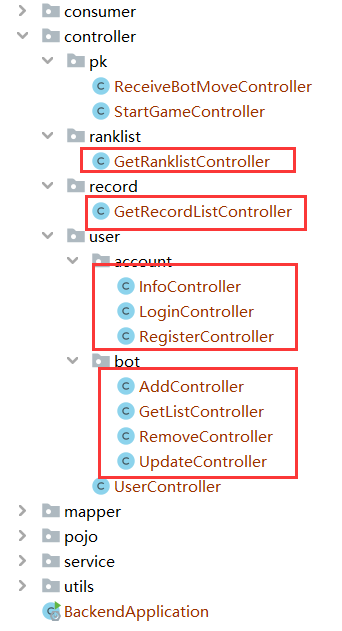 consumer
controller
pk
ReceiveBotMoveController
StartGameController
ranklist
GetRanklistController
record
GetRecordListController
user
account
InfoController
LoginController
RegisterController
bot
AddController
GetListController
RemoveController
UpdateController
UserController
mapper
pojo
service
utils
BackendApplication